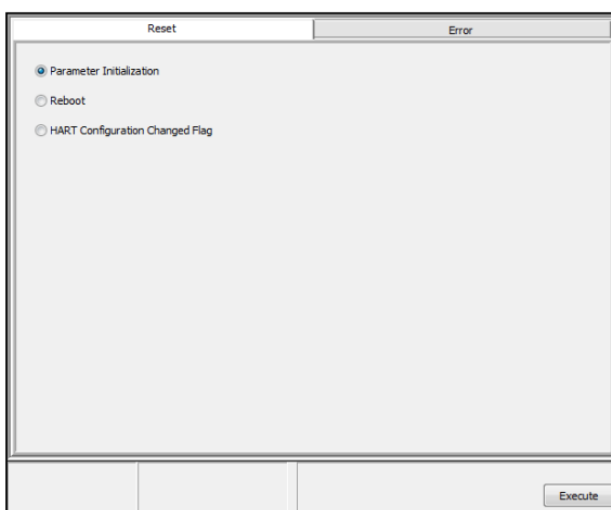 Reset
Error
Parameter Initialization
Reboot
HART Configuration Changed Flag
Execute